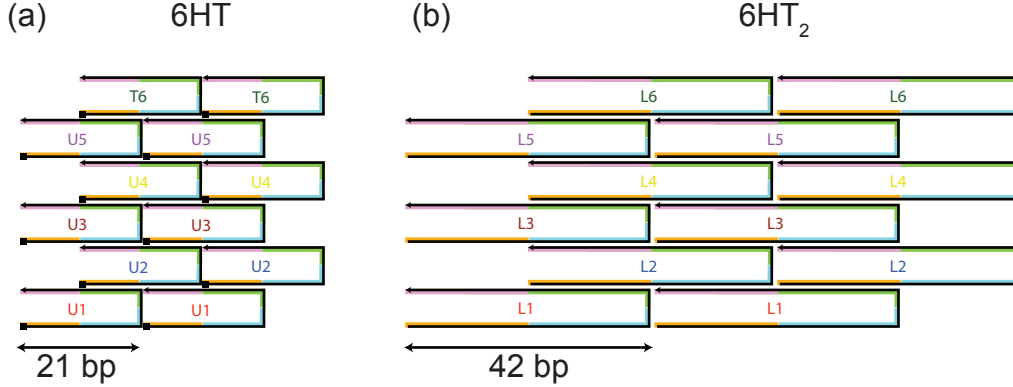 (a) 6HT (b) 6HT₂
T6 T6 L6 L6
U5 U5 L5 L5
U4 U4 L4 L4
U3 U3 L3 L3
U2 U2 L2 L2
U1 U1 L1 L1
21 bp 42 bp